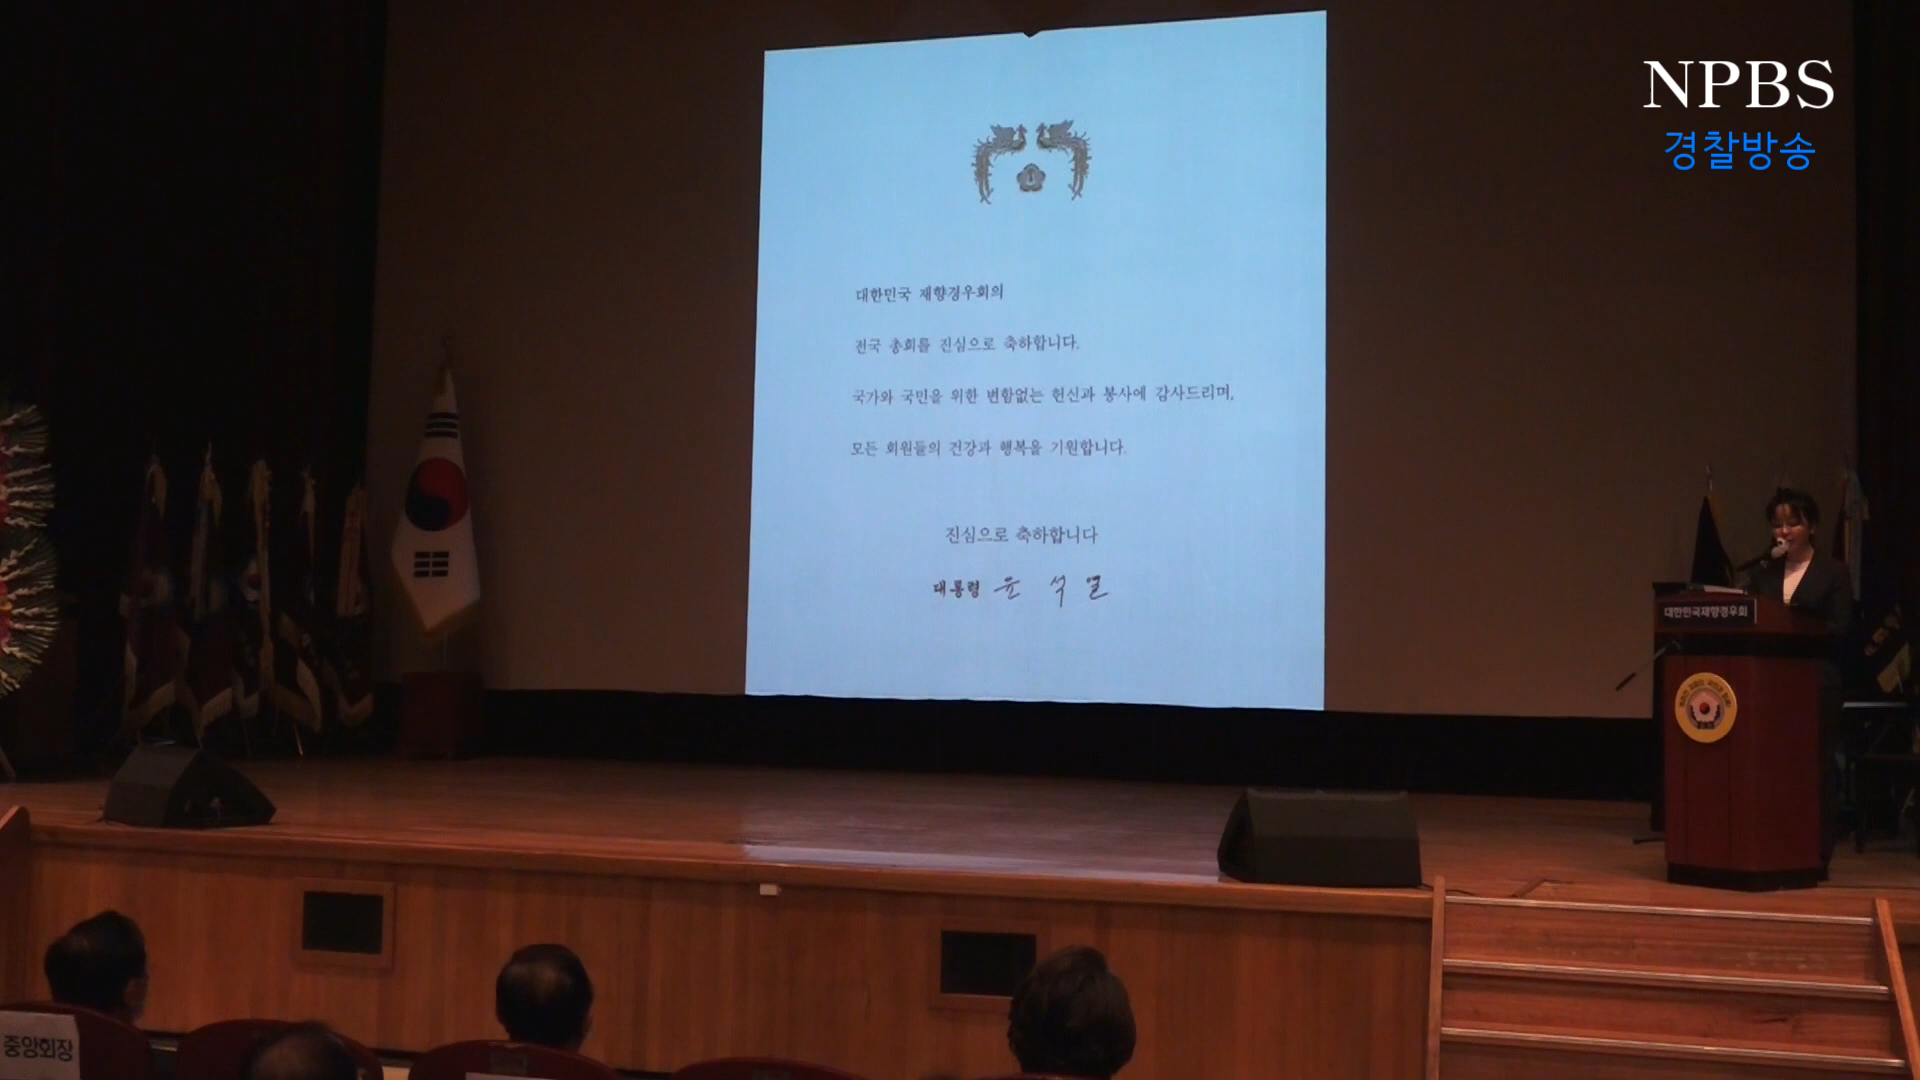 NPBS
경찰방송
대한민국 재향경우회의
전국 총회를 진심으로 축하합니다.
국가와 국민을 위한 변함없는 헌신과 봉사에 감사드리며,
모든 회원들의 건강과 행복을 기원합니다.
진심으로 축하합니다
대통령 윤 석 열
대한민국재향경우회
중앙회장